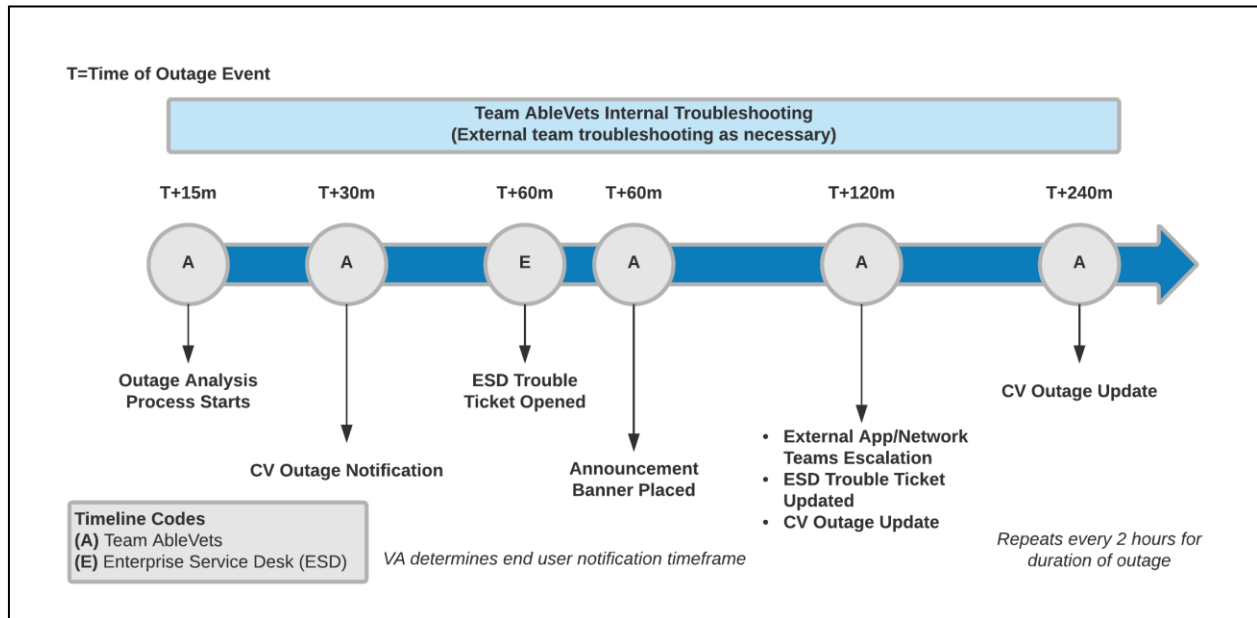 T=Time of Outage Event
Team AbleVets Internal Troubleshooting
(External team troubleshooting as necessary)
T+15m
T+30m
T+60m
T+60m
T+120m
T+240m
A
A
E
A
A
A
Outage Analysis
Process Starts
CV Outage Notification
ESD Trouble
Ticket Opened
Announcement
Banner Placed
• External App/Network
Teams Escalation
• ESD Trouble Ticket
Updated
• CV Outage Update
CV Outage Update
Timeline Codes
(A) Team AbleVets
(E) Enterprise Service Desk (ESD)
VA determines end user notification timeframe
Repeats every 2 hours for
duration of outage